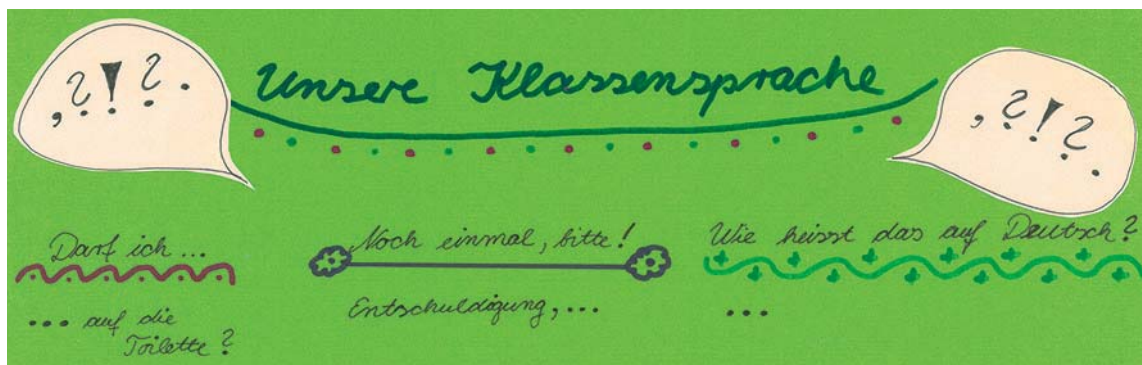 , ? ! ? .
Unsere Klassensprache
, ? ! ? .
Darf ich ...
... auf die
Toilette?
Noch einmal, bitte!
Entschuldigung, ...
Wie heisst das auf Deutsch?
...